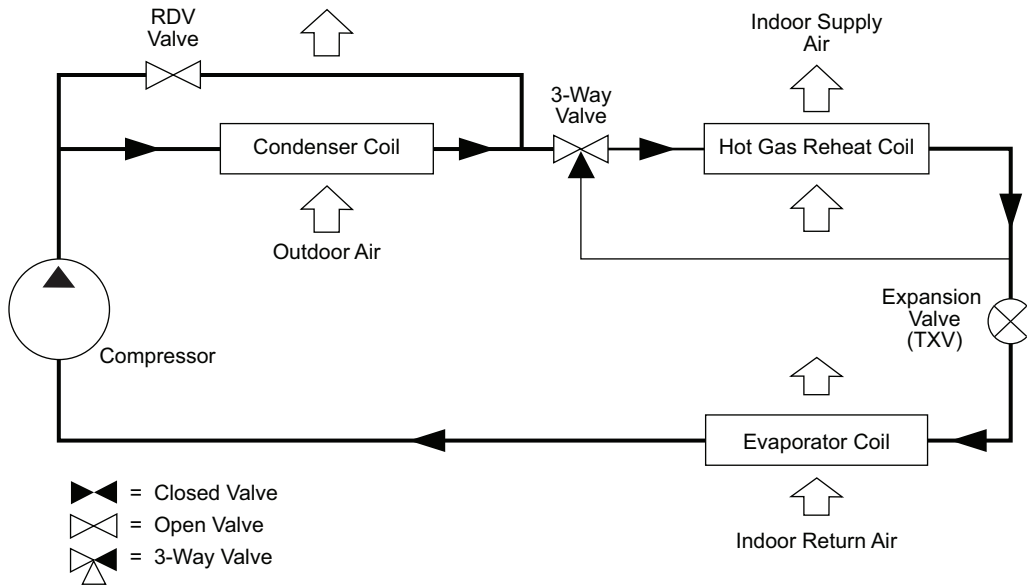 RDV
Valve
Indoor Supply
Air
3-Way
Valve
Condenser Coil
Hot Gas Reheat Coil
Outdoor Air
Expansion
Valve
(TXV)
Compressor
Evaporator Coil
Indoor Return Air
= Closed Valve
= Open Valve
= 3-Way Valve